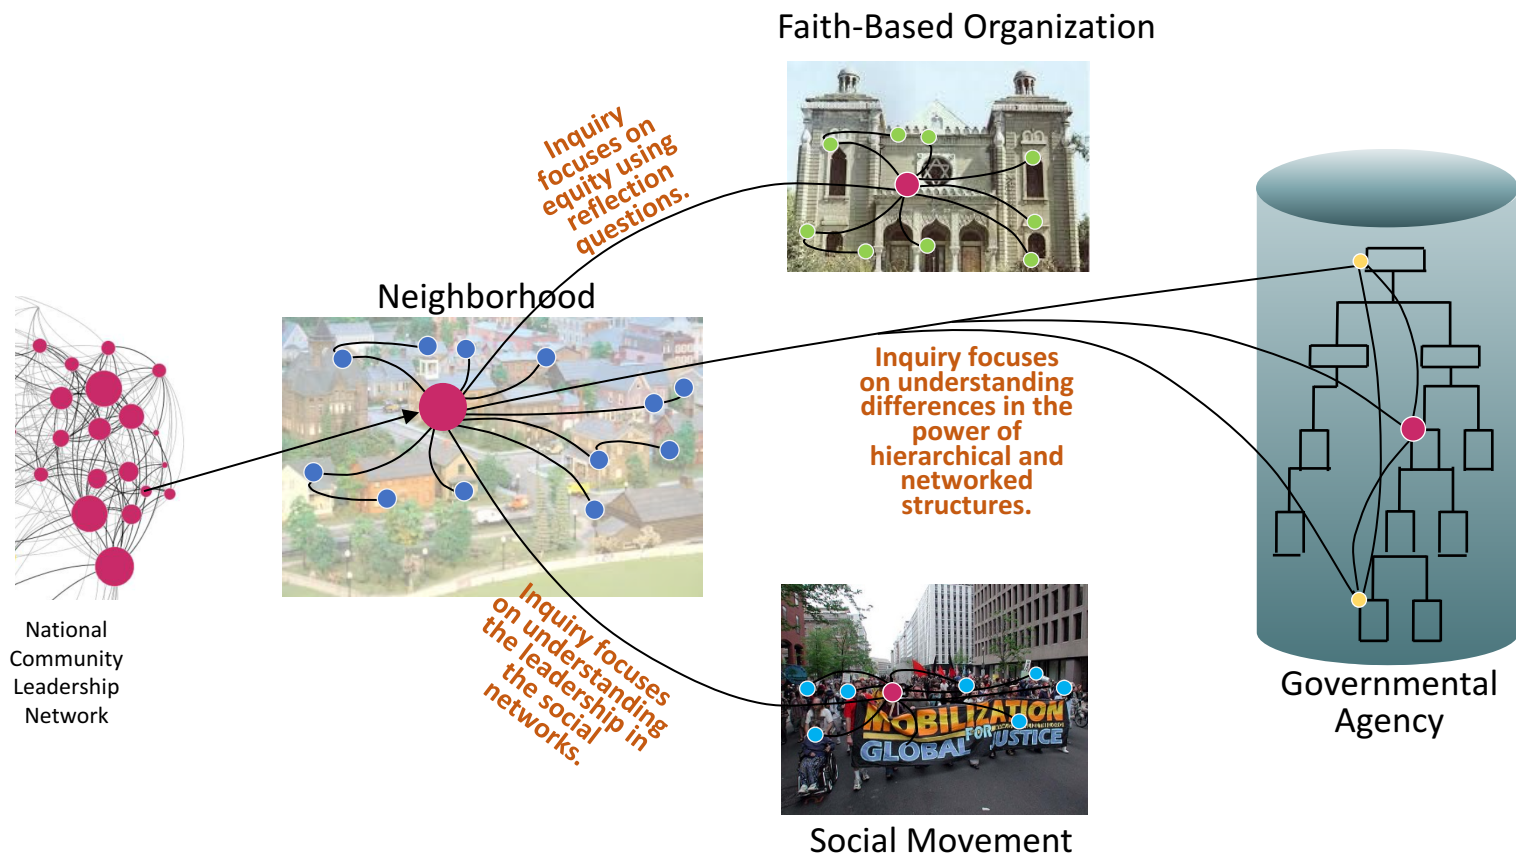 Faith-Based Organization
Inquiry
focuses on
equity using
reflection
questions.
Neighborhood
Inquiry focuses
on understanding
differences in the
power of
hierarchical and
networked
structures.
National
Community
Leadership
Network
Inquiry focuses
on understanding
the leadership in
the social
networks.
Governmental
Agency
MOBILIZATION
FOR
GLOBAL JUSTICE
Social Movement